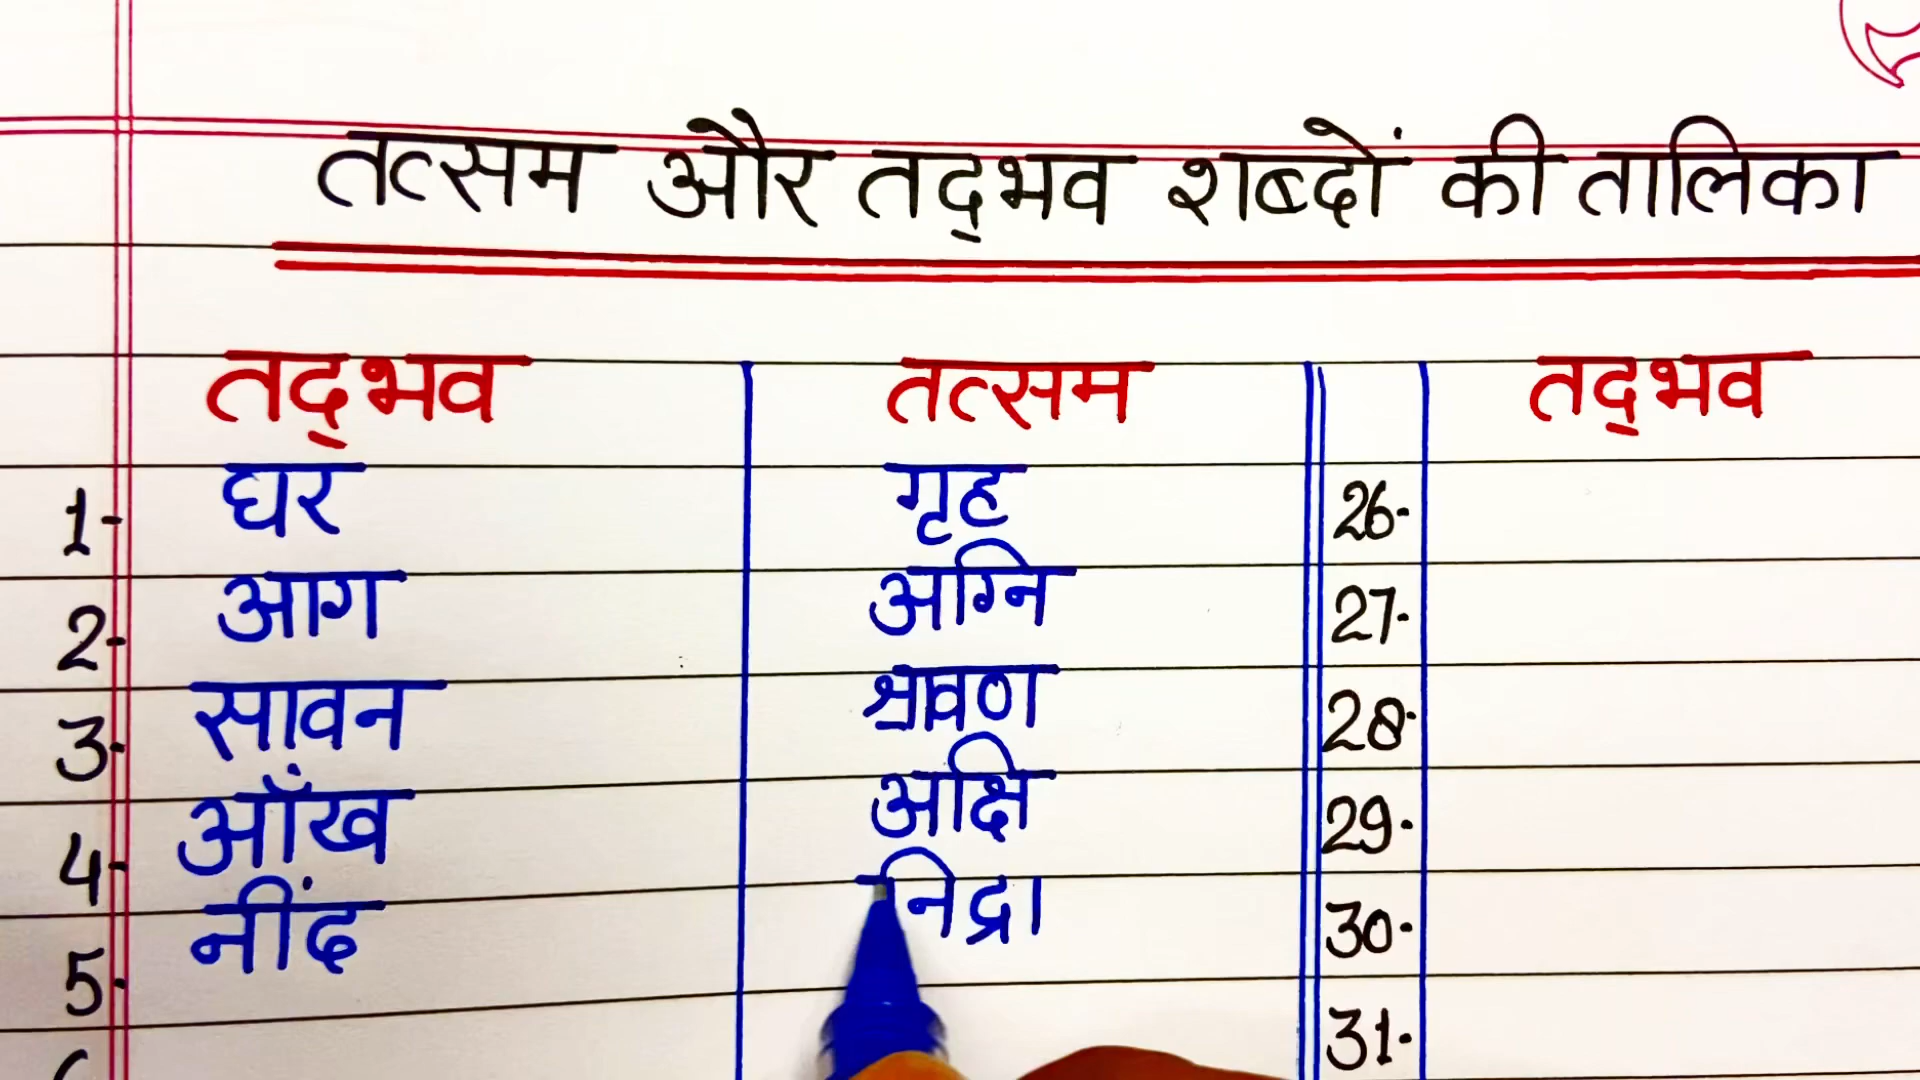 तत्सम और तद्भव शब्दों की तालिका
तद्भव तत्सम तद्भव
1- घर गृह 26.
2- आग अग्नि 27.
3- सावन श्रावण 28.
4- आँख अक्षि 29.
5- नींद निद्रा 30.
31.